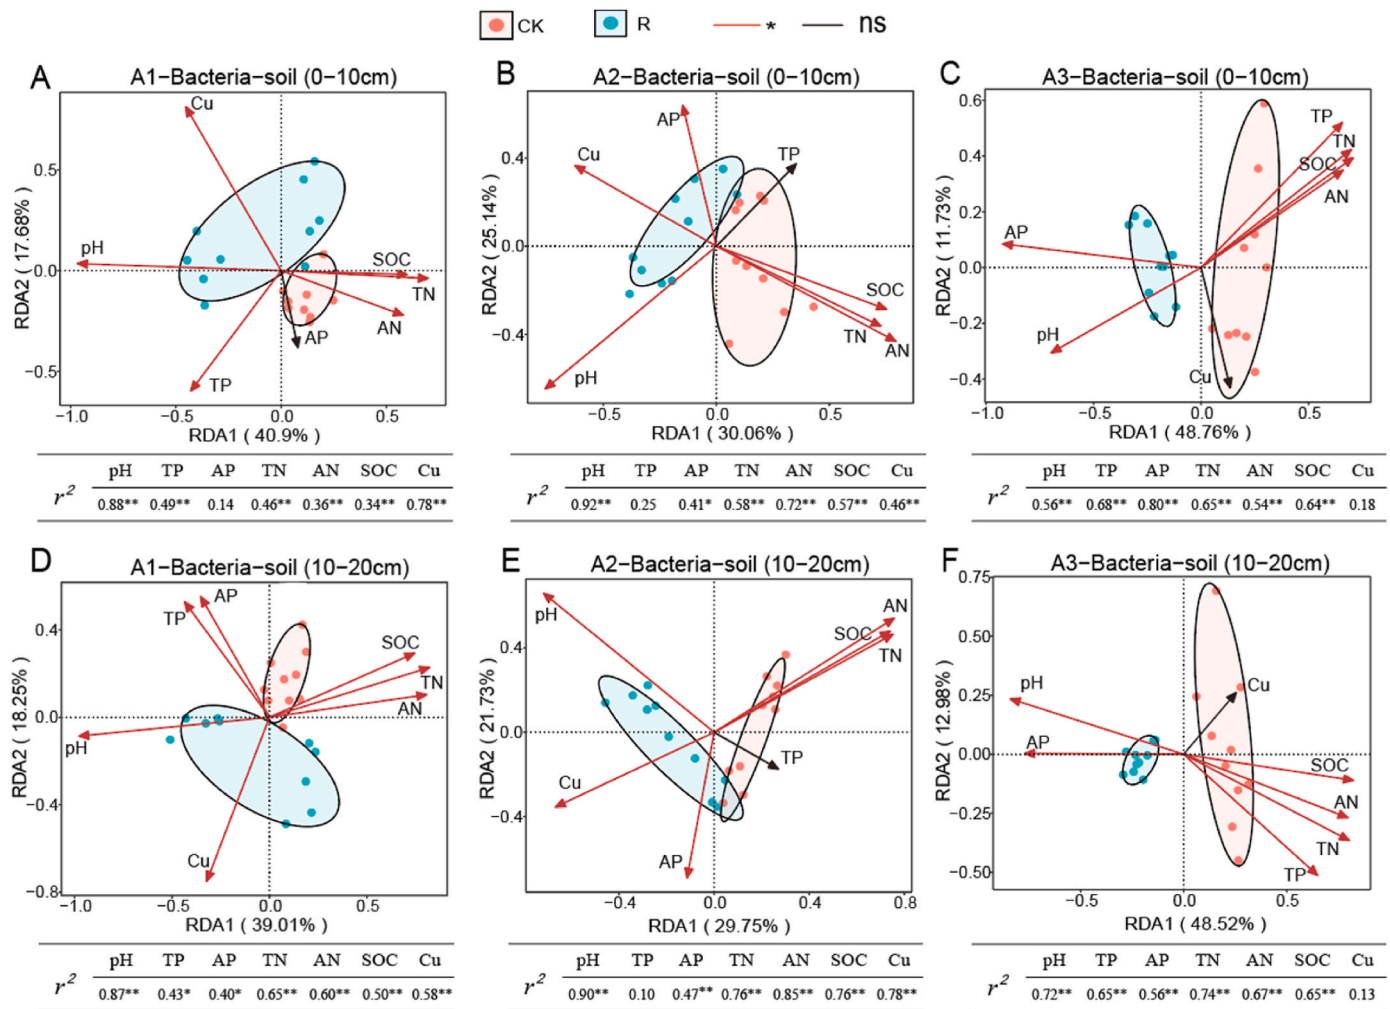 CK R * ns
A A1−Bacteria−soil (0−10cm)
Cu
pH
SOC
TN
AN
AP
TP
RDA2 ( 17.68% )
0.5
0.0
−0.5
−1.0 −0.5 0.0 0.5
RDA1 ( 40.9% )
pH TP AP TN AN SOC Cu
r² 0.88** 0.49** 0.14 0.46** 0.36** 0.34** 0.78**
B A2−Bacteria−soil (0−10cm)
AP
Cu
TP
SOC
TN
AN
pH
RDA2 ( 25.14% )
0.4
0.0
−0.4
−0.5 0.0 0.5
RDA1 ( 30.06% )
pH TP AP TN AN SOC Cu
r² 0.92** 0.25 0.41* 0.58** 0.72** 0.57** 0.46**
C A3−Bacteria−soil (0−10cm)
TP
TN
SOC
AN
AP
pH
Cu
RDA2 ( 11.73% )
0.6
0.4
0.2
0.0
−0.2
−0.4
−1.0 −0.5 0.0 0.5
RDA1 ( 48.76% )
pH TP AP TN AN SOC Cu
r² 0.56** 0.68** 0.80** 0.65** 0.54** 0.64** 0.18
D A1−Bacteria−soil (10−20cm)
AP
TP
SOC
TN
AN
pH
Cu
RDA2 ( 18.25% )
0.4
0.0
−0.4
−0.8
−1.0 −0.5 0.0 0.5
RDA1 ( 39.01% )
pH TP AP TN AN SOC Cu
r² 0.87** 0.43* 0.40* 0.65** 0.60** 0.50** 0.58**
E A2−Bacteria−soil (10−20cm)
pH
AN
SOC
TN
TP
Cu
AP
RDA2 ( 21.73% )
0.4
0.0
−0.4
−0.4 0.0 0.4 0.8
RDA1 ( 29.75% )
pH TP AP TN AN SOC Cu
r² 0.90** 0.10 0.47** 0.76** 0.85** 0.76** 0.78**
F A3−Bacteria−soil (10−20cm)
pH
Cu
AP
SOC
AN
TN
TP
RDA2 ( 12.98% )
0.75
0.50
0.25
0.00
−0.25
−0.50
−0.5 0.0 0.5
RDA1 ( 48.52% )
pH TP AP TN AN SOC Cu
r² 0.72** 0.65** 0.56** 0.74** 0.67** 0.65** 0.13